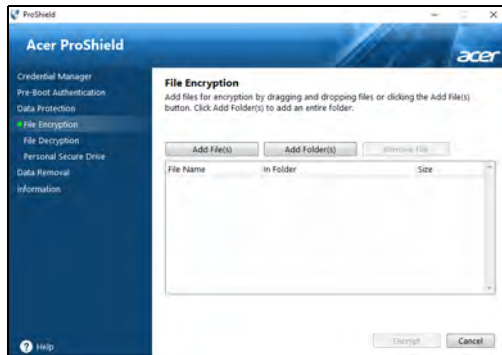 ProShield
Acer ProShield
acer
Credential Manager
Pre-Boot Authentication
Data Protection
File Encryption
File Decryption
Personal Secure Drive
Data Removal
Information
Help
File Encryption
Add files for encryption by dragging and dropping files or clicking the Add File(s)
button. Click Add Folder(s) to add an entire folder.
Add File(s) Add Folder(s) Remove File
File Name In Folder Size
Encrypt Cancel